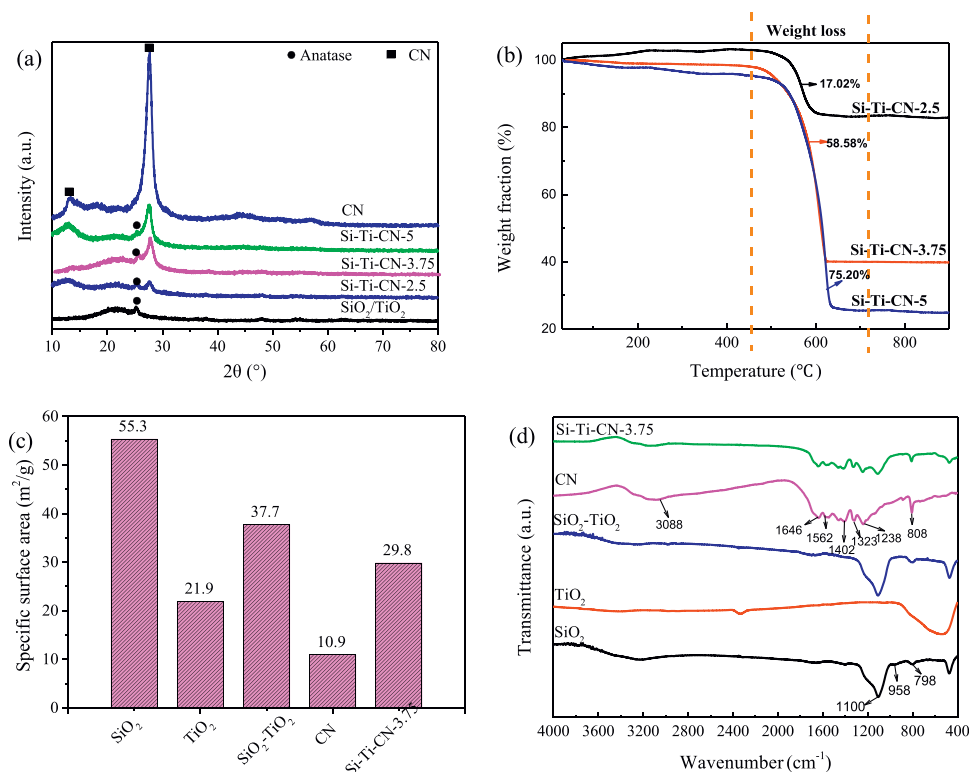 (a)
● Anatase ■ CN
CN
Si-Ti-CN-5
Si-Ti-CN-3.75
Si-Ti-CN-2.5
SiO₂/TiO₂
Intensity (a.u.)
10 20 30 40 50 60 70 80
2θ (°)
(b)
Weight loss
17.02%
Si-Ti-CN-2.5
58.58%
Si-Ti-CN-3.75
75.20%
Si-Ti-CN-5
Weight fraction (%)
100
80
60
40
20
200 400 600 800
Temperature (℃)
(c)
Specific surface area (m²/g)
60
50
40
30
20
10
0
55.3
21.9
37.7
10.9
29.8
SiO₂
TiO₂
SiO₂-TiO₂
CN
Si-Ti-CN-3.75
(d)
Si-Ti-CN-3.75
CN
3088
1646
1562
1402
1323
1238
808
SiO₂-TiO₂
TiO₂
SiO₂
1100
958
798
Transmittance (a.u.)
4000 3600 3200 2800 2400 2000 1600 1200 800 400
Wavenumber (cm⁻¹)